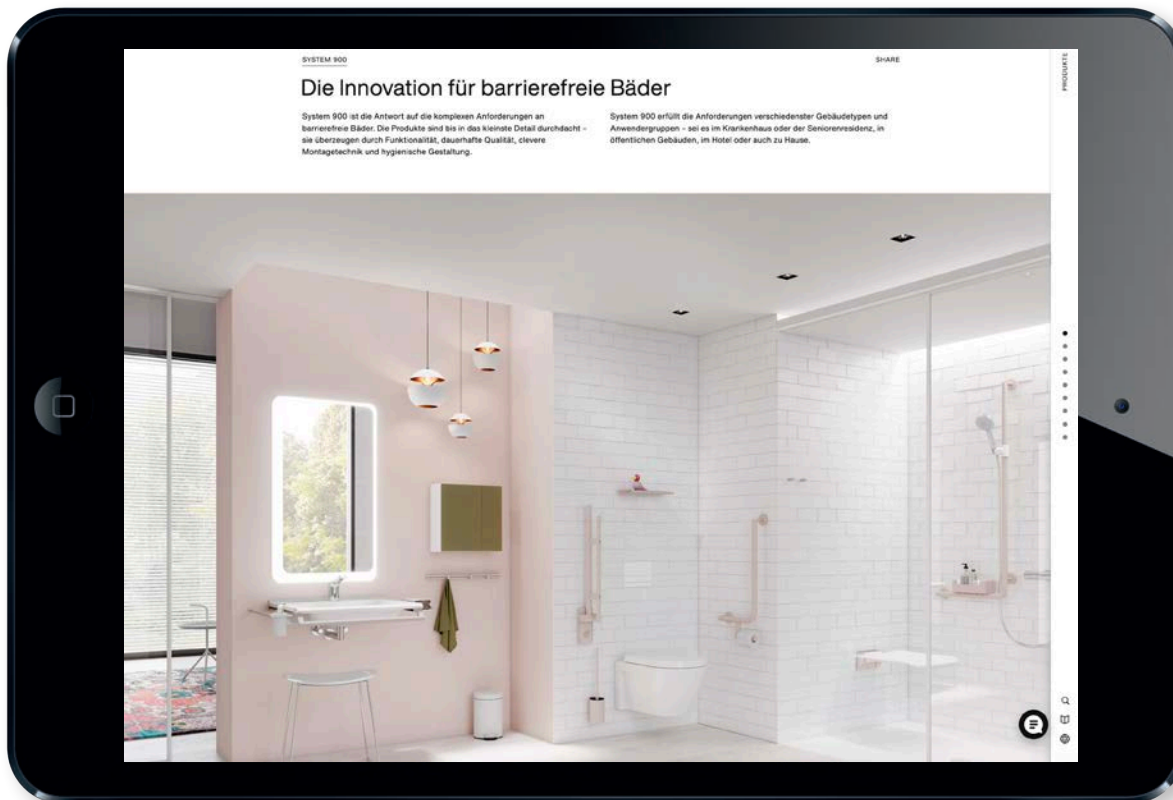 SYSTEM 900
SHARE
PRODUKTE
Die Innovation für barrierefreie Bäder
System 900 ist die Antwort auf die komplexen Anforderungen an
barrierefreie Bäder. Die Produkte sind bis in das kleinste Detail durchdacht –
sie überzeugen durch Funktionalität, dauerhafte Qualität, clevere
Montagetechnik und hygienische Gestaltung.
System 900 erfüllt die Anforderungen verschiedenster Gebäudetypen und
Anwendergruppen – sei es im Krankenhaus oder der Seniorenresidenz, in
öffentlichen Gebäuden, im Hotel oder auch zu Hause.